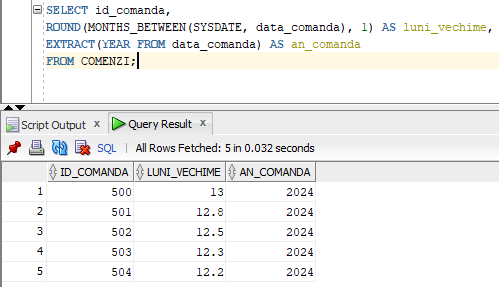 SELECT id_comanda,
ROUND(MONTHS_BETWEEN(SYSDATE, data_comanda), 1) AS luni_vechime,
EXTRACT(YEAR FROM data_comanda) AS an_comanda
FROM COMENZI;
Script Output x Query Result x
SQL | All Rows Fetched: 5 in 0.032 seconds
ID_COMANDA LUNI_VECHIME AN_COMANDA
1 500 13 2024
2 501 12.8 2024
3 502 12.5 2024
4 503 12.3 2024
5 504 12.2 2024